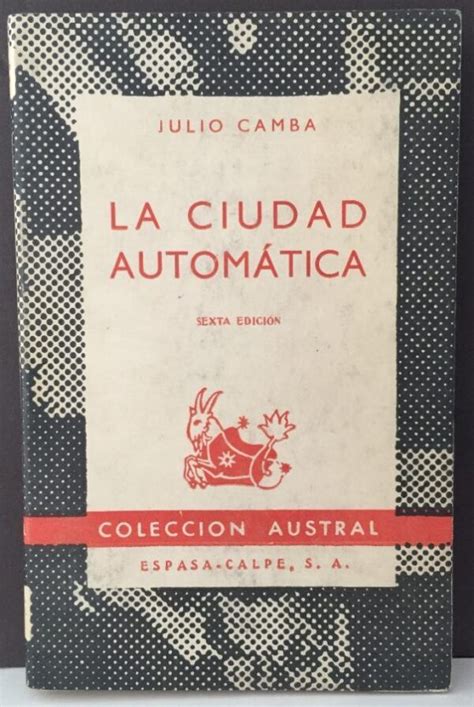 JULIO CAMBA
LA CIUDAD
AUTOMÁTICA
SEXTA EDICIÓN
COLECCION AUSTRAL
ESPASA-CALPE, S. A.